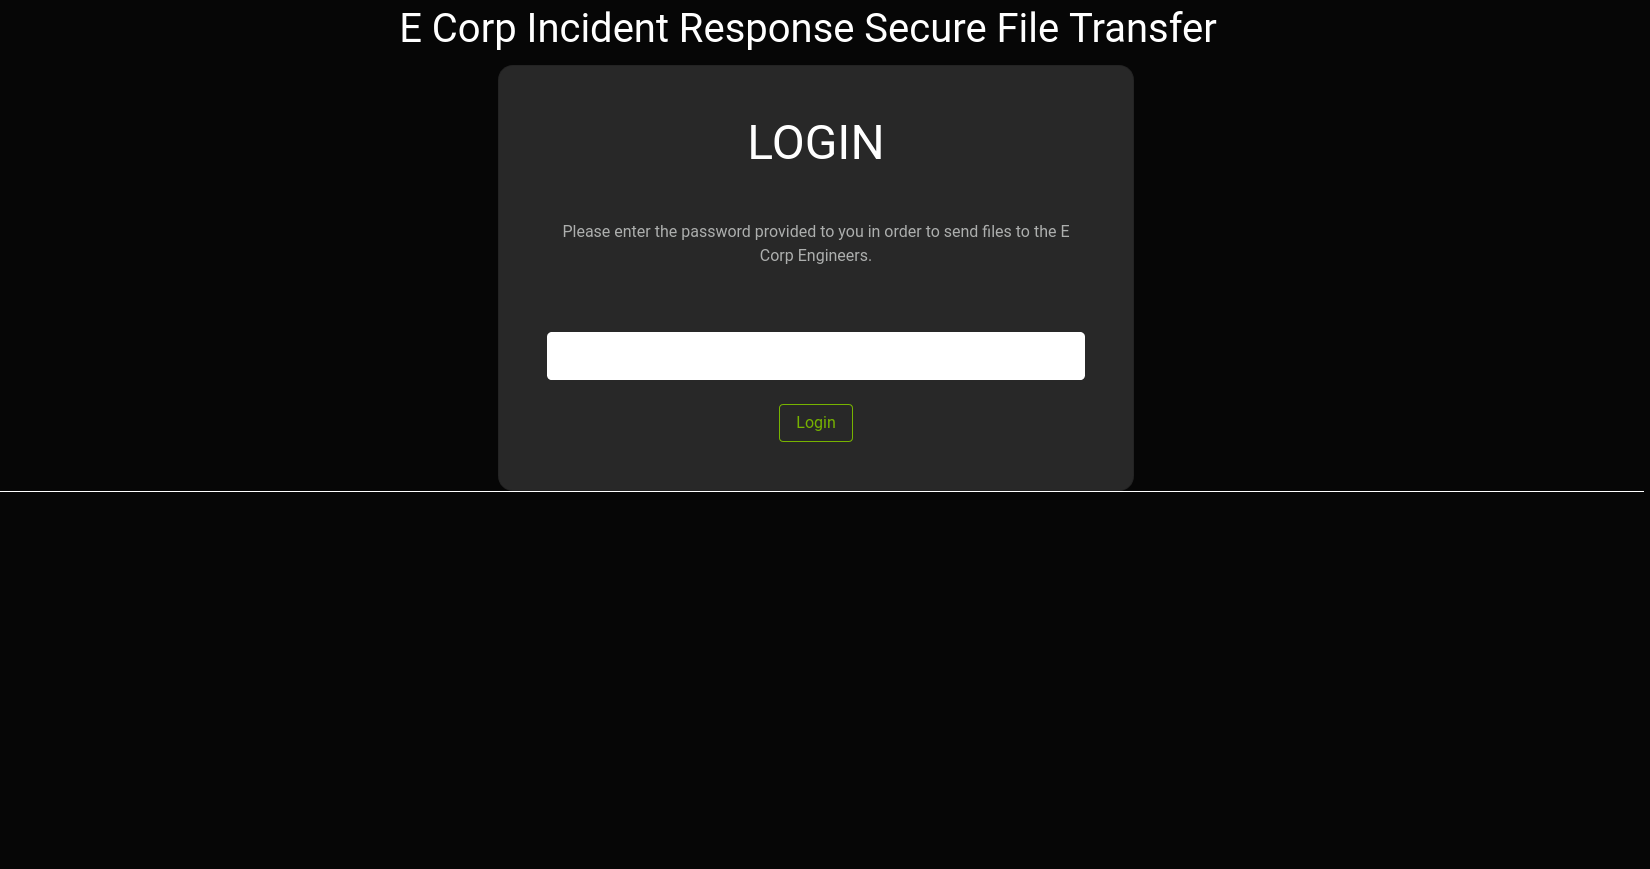 E Corp Incident Response Secure File Transfer
LOGIN
Please enter the password provided to you in order to send files to the E
Corp Engineers.
Login